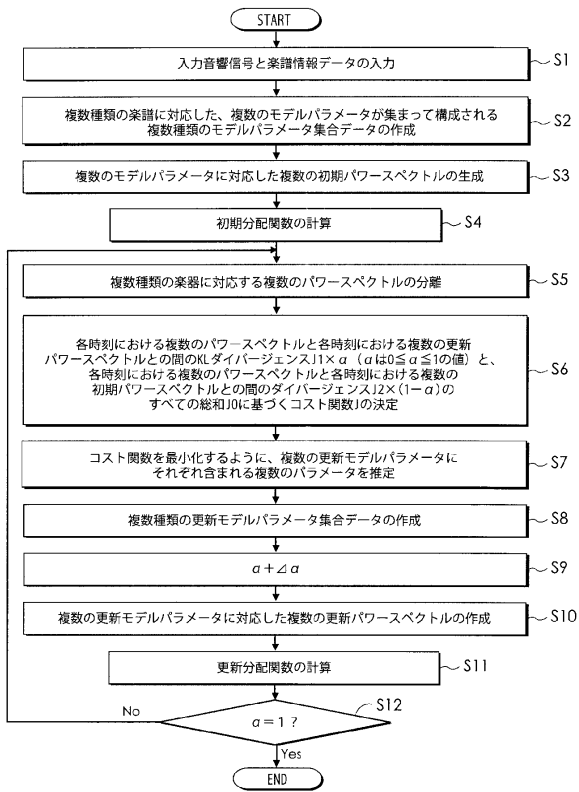 START
入力音響信号と楽譜情報データの入力
S1
複数種類の楽譜に対応した、複数のモデルパラメータが集まって構成される
複数種類のモデルパラメータ集合データの作成
S2
複数のモデルパラメータに対応した複数の初期パワースペクトルの生成
S3
初期分配関数の計算
S4
複数種類の楽器に対応する複数のパワースペクトルの分離
S5
各時刻における複数のパワースペクトルと各時刻における複数の更新
パワースペクトルとの間のKLダイバージェンスJ1×α（αは0≦α≦1の値）と、
各時刻における複数のパワースペクトルと各時刻における複数の
初期パワースペクトルとの間のダイバージェンスJ2×(1−α)の
すべての総和J0に基づくコスト関数Jの決定
S6
コスト関数を最小化するように、複数の更新モデルパラメータに
それぞれ含まれる複数のパラメータを推定
S7
複数種類の更新モデルパラメータ集合データの作成
S8
α+⊿α
S9
複数の更新モデルパラメータに対応した複数の更新パワースペクトルの作成
S10
更新分配関数の計算
S11
α=1？
S12
No
Yes
END